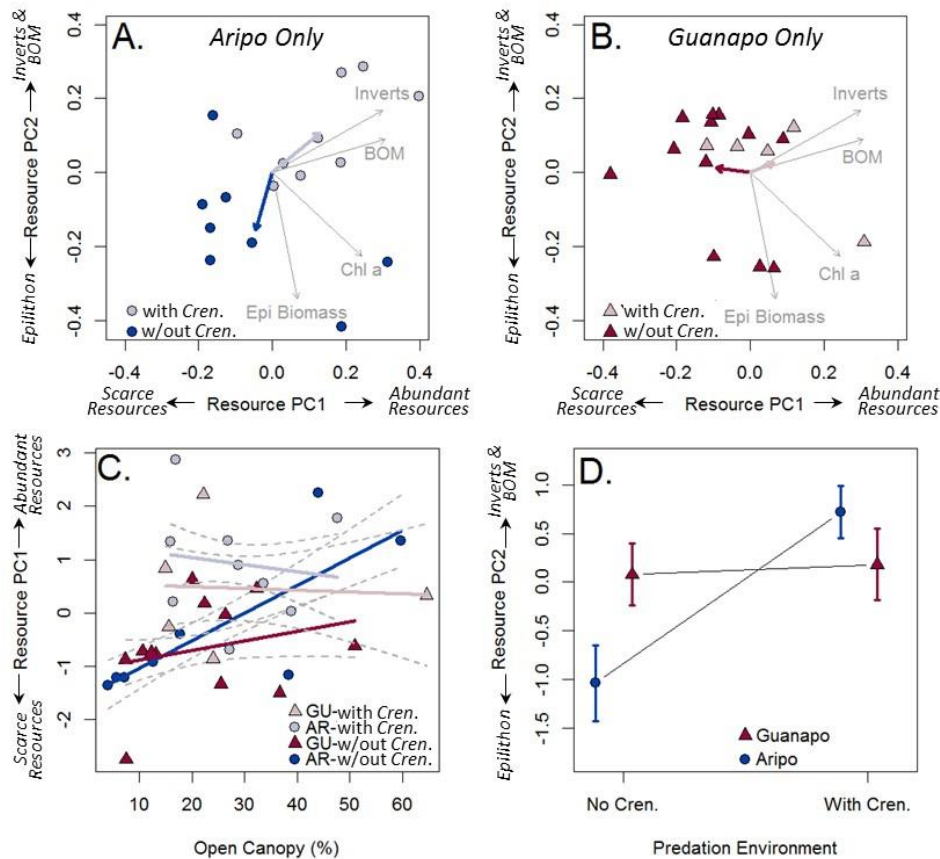 A. Aripo Only
Inverts & BOM
Resource PC2
Epilithon
0.4
0.2
0.0
-0.2
-0.4
Inverts
BOM
Chl a
Epi Biomass
with Cren.
w/out Cren.
-0.4 -0.2 0.0 0.2 0.4
Scarce Resources
Resource PC1
Abundant Resources
B. Guanapo Only
Inverts & BOM
Resource PC2
Epilithon
0.4
0.2
0.0
-0.2
-0.4
Inverts
BOM
Chl a
Epi Biomass
with Cren.
w/out Cren.
-0.4 -0.2 0.0 0.2 0.4
Scarce Resources
Resource PC1
Abundant Resources
C.
Abundant Resources
Resource PC1
Scarce Resources
3
2
1
0
-1
-2
GU-with Cren.
AR-with Cren.
GU-w/out Cren.
AR-w/out Cren.
10 20 30 40 50 60
Open Canopy (%)
D.
Inverts & BOM
Resource PC2
Epilithon
1.0
0.5
0.0
-0.5
-1.0
-1.5
Guanapo
Aripo
No Cren. With Cren.
Predation Environment